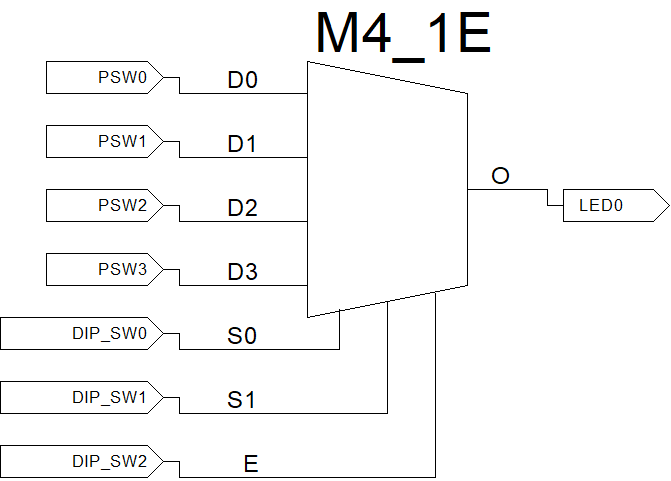 M4_1E
PSW0 D0
PSW1 D1
PSW2 D2
O
LED0
PSW3 D3
DIP_SW0 S0
DIP_SW1 S1
DIP_SW2 E